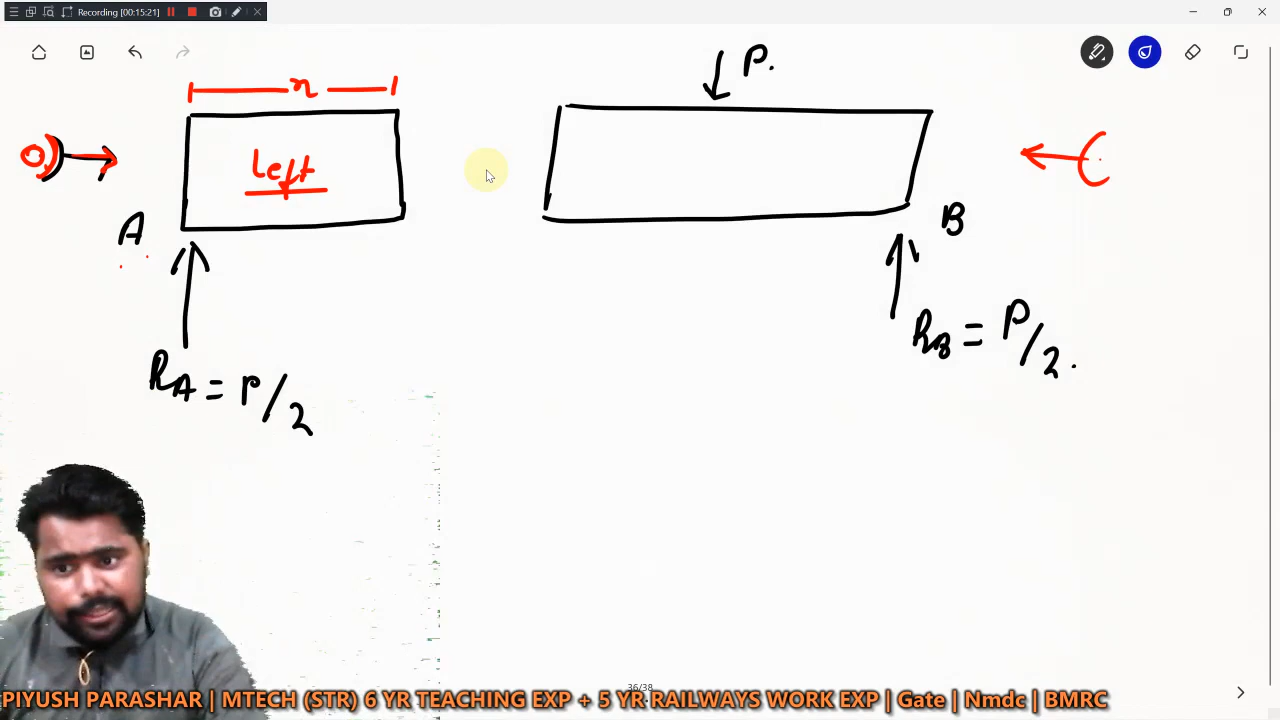 Recording [00:15:21]
P.
x
Left
A
B
RA = P/2
RB = P/2.
36/38
PIYUSH PARASHAR | MTECH (STR) 6 YR TEACHING EXP + 5 YR RAILWAYS WORK EXP | Gate | Nmdc | BMRC